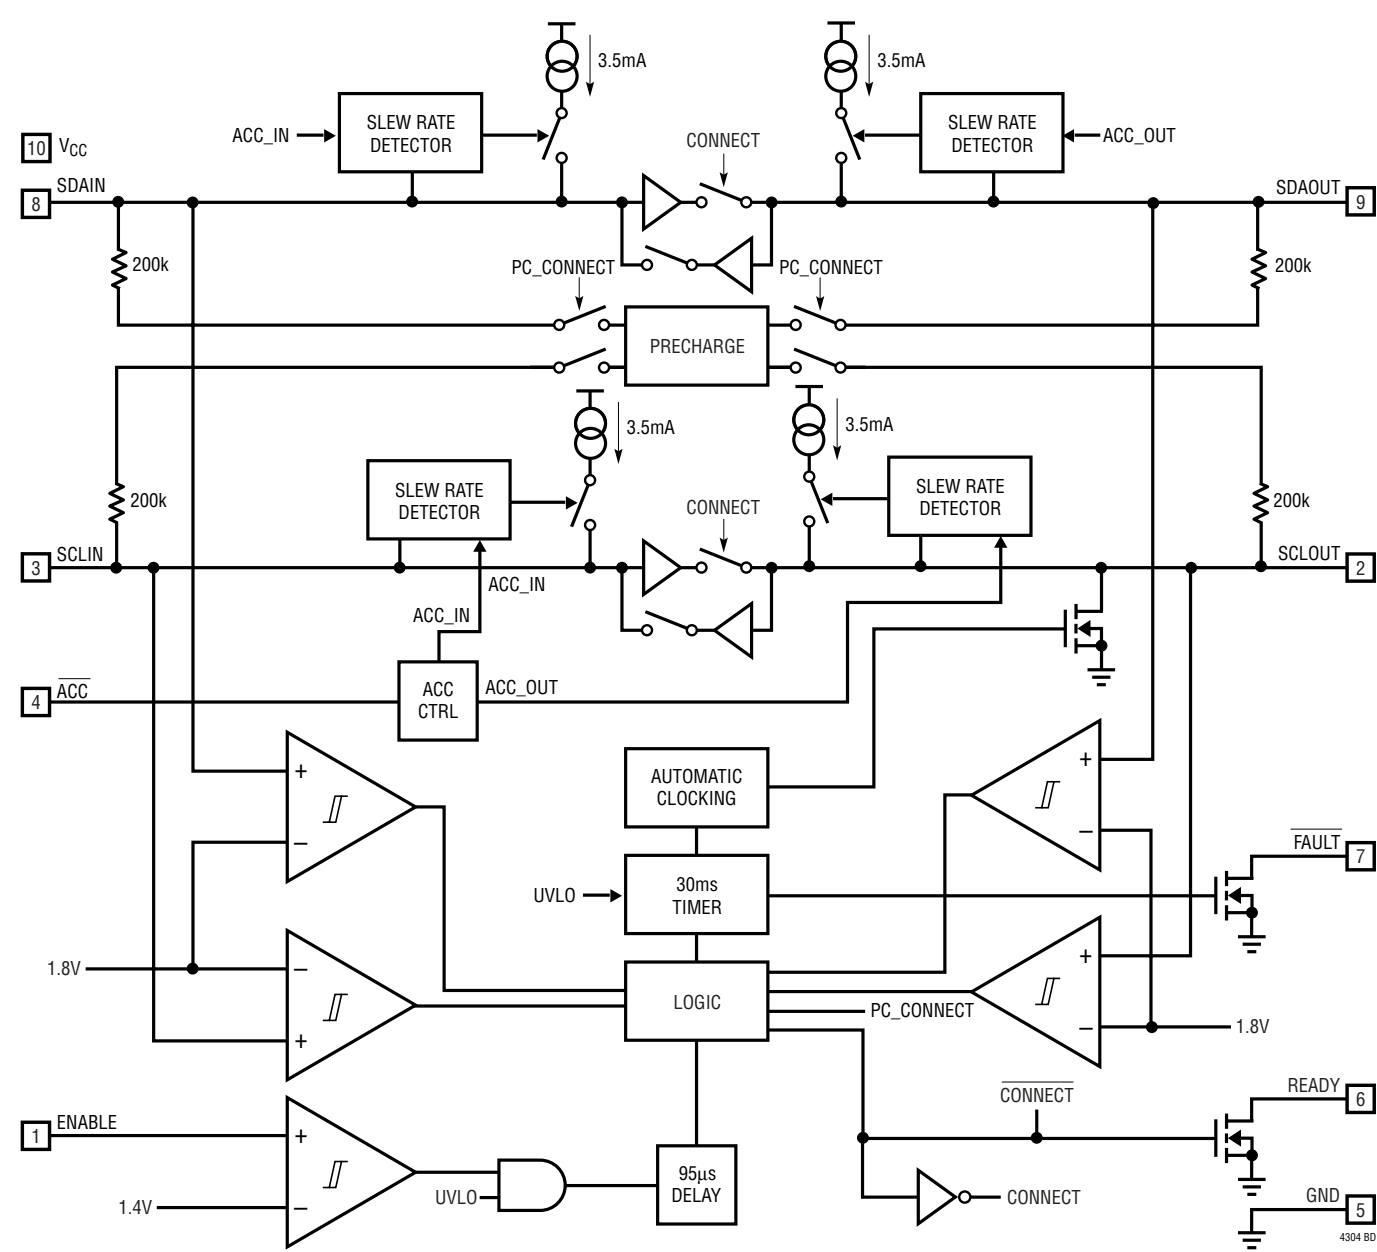 3.5mA
3.5mA
ACC_IN
SLEW RATE
DETECTOR
SLEW RATE
DETECTOR
ACC_OUT
CONNECT
10 VCC
SDAIN
8
SDAOUT
9
200k
200k
PC_CONNECT
PC_CONNECT
PRECHARGE
3.5mA
3.5mA
SLEW RATE
DETECTOR
SLEW RATE
DETECTOR
CONNECT
200k
200k
SCLIN
3
SCLOUT
2
ACC_IN
ACC_IN
ACC
4
ACC
CTRL
ACC_OUT
+
–
AUTOMATIC
CLOCKING
+
–
FAULT
7
UVLO
30ms
TIMER
1.8V
–
+
LOGIC
PC_CONNECT
+
–
1.8V
CONNECT
READY
6
ENABLE
1
+
–
1.4V
UVLO
95µs
DELAY
CONNECT
GND
5
4304 BD